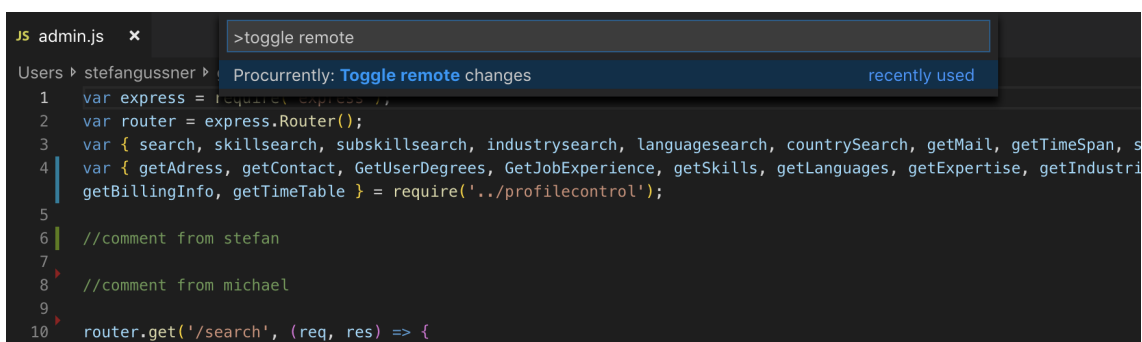 JS admin.js ×
>toggle remote
Users stefangussner
Procurrently: Toggle remote changes recently used
1 var express = require('express');
2 var router = express.Router();
3 var { search, skillsearch, subskillsearch, industrysearch, languagesearch, countrySearch, getMail, getTimeSpan, s
4 var { getAdress, getContact, GetUserDegrees, GetJobExperience, getSkills, getLanguages, getExpertise, getIndustri
getBillingInfo, getTimeTable } = require('../profilecontrol');
5
6 //comment from stefan
7
8 //comment from michael
9
10 router.get('/search', (req, res) => {